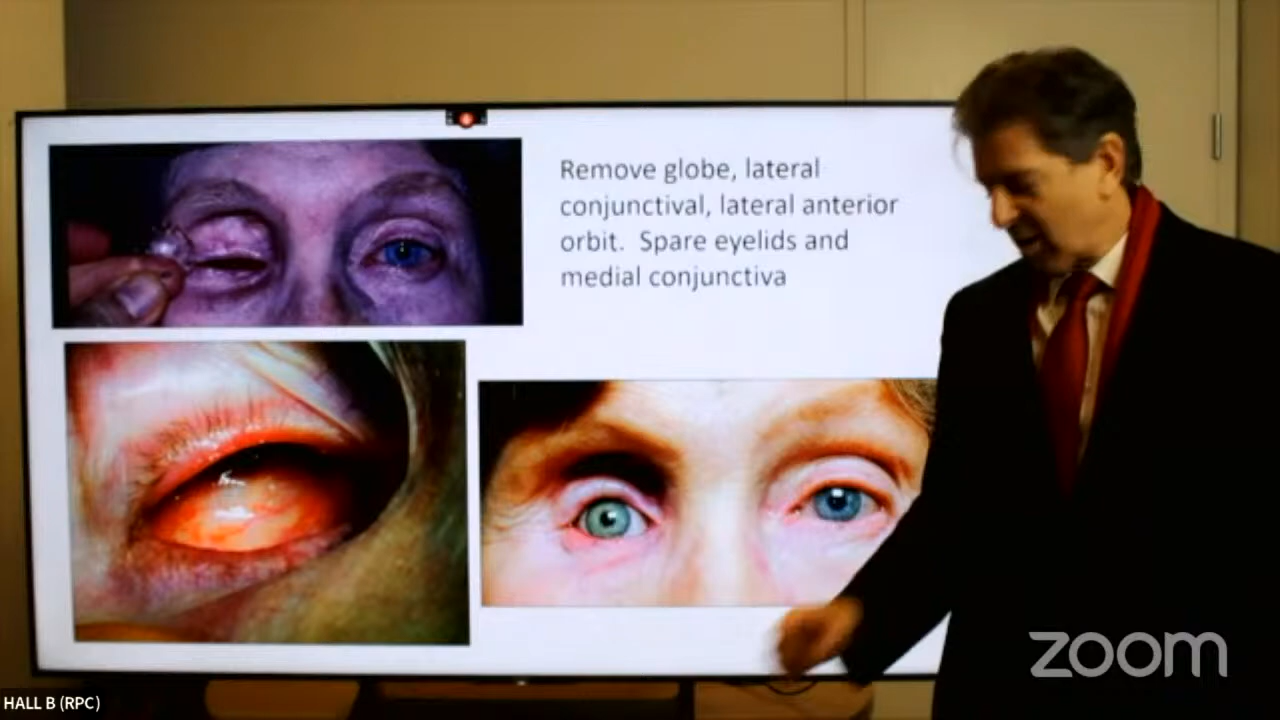 Remove globe, lateral
conjunctival, lateral anterior
orbit. Spare eyelids and
medial conjunctiva
zoom
HALL B (RPC)